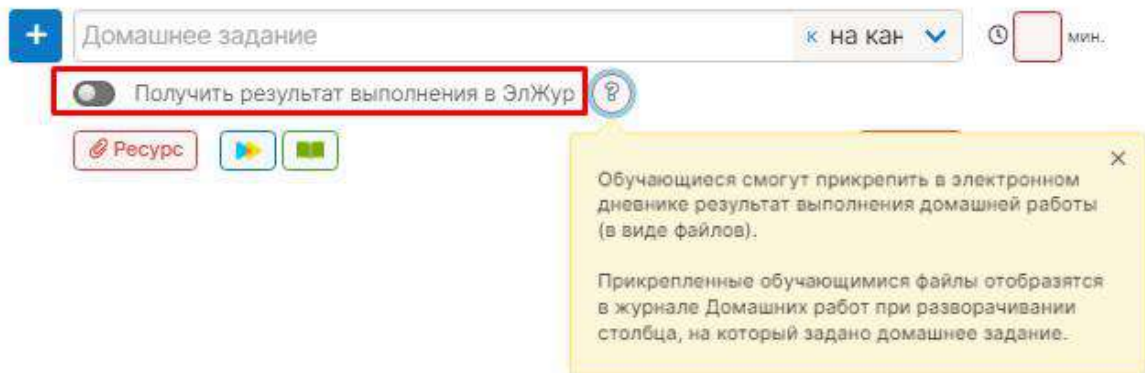 + Домашнее задание к на кан мин.
Получить результат выполнения в ЭлЖур ?
Ресурс
Обучающиеся смогут прикрепить в электронном
дневнике результат выполнения домашней работы
(в виде файлов).
Прикрепленные обучающимися файлы отобразятся
в журнале Домашних работ при разворачивании
столбца, на который задано домашнее задание.